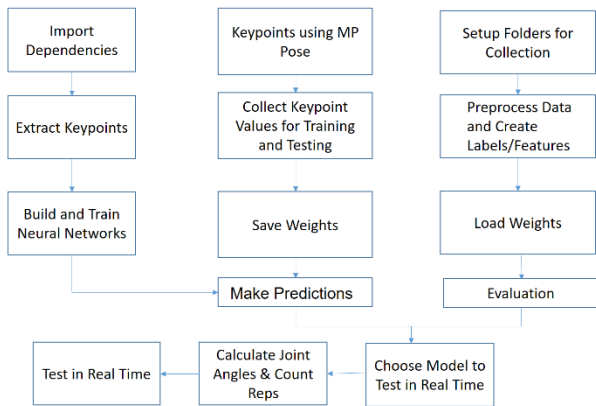 Import
Dependencies
Keypoints using MP
Pose
Setup Folders for
Collection
Extract Keypoints
Collect Keypoint
Values for Training
and Testing
Preprocess Data
and Create
Labels/Features
Build and Train
Neural Networks
Save Weights
Load Weights
Make Predictions
Evaluation
Test in Real Time
Calculate Joint
Angles & Count
Reps
Choose Model to
Test in Real Time